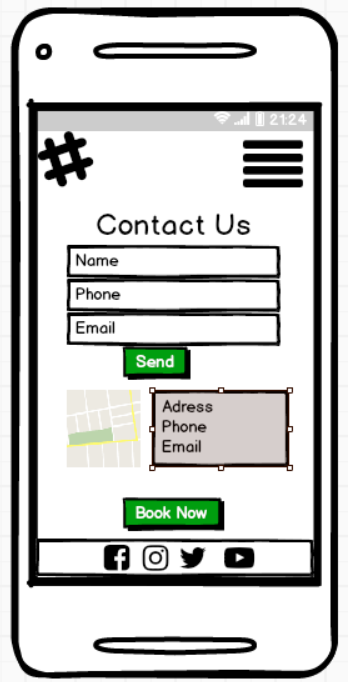 21:24
#
Contact Us
Name
Phone
Email
Send
Adress
Phone
Email
Book Now